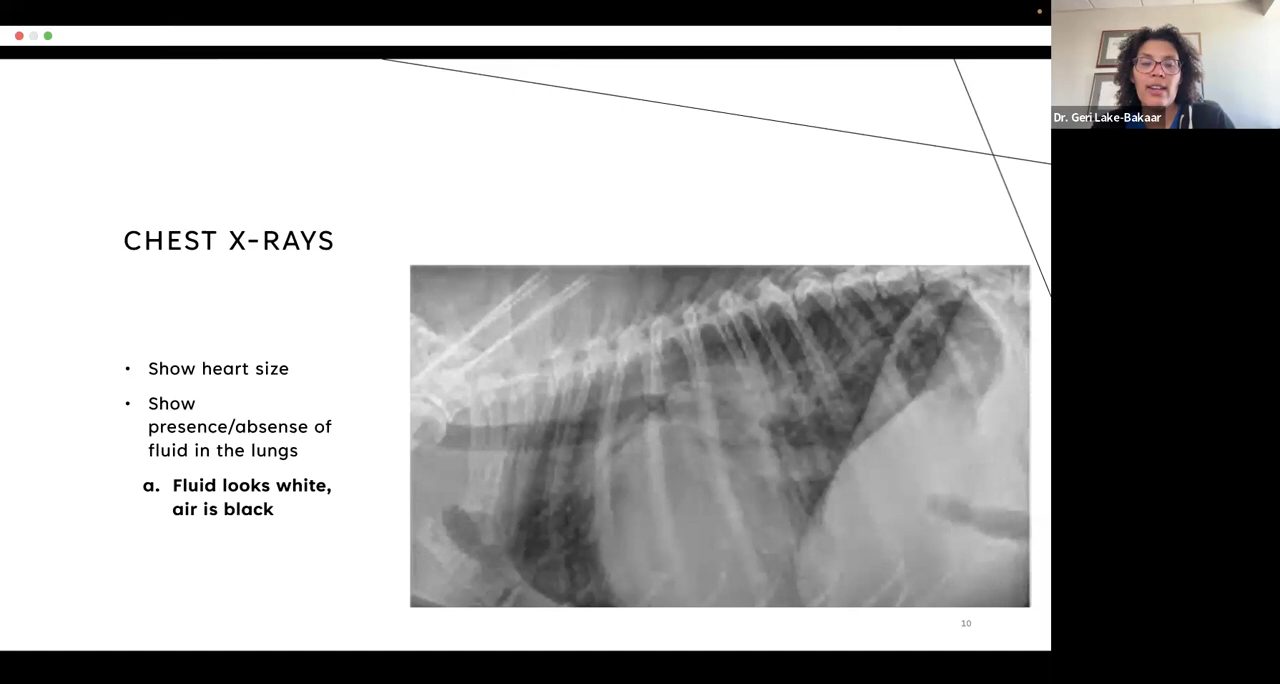 Dr. Geri Lake-Bakaar
CHEST X-RAYS
• Show heart size
• Show
presence/absense of
fluid in the lungs
a. Fluid looks white,
air is black
10